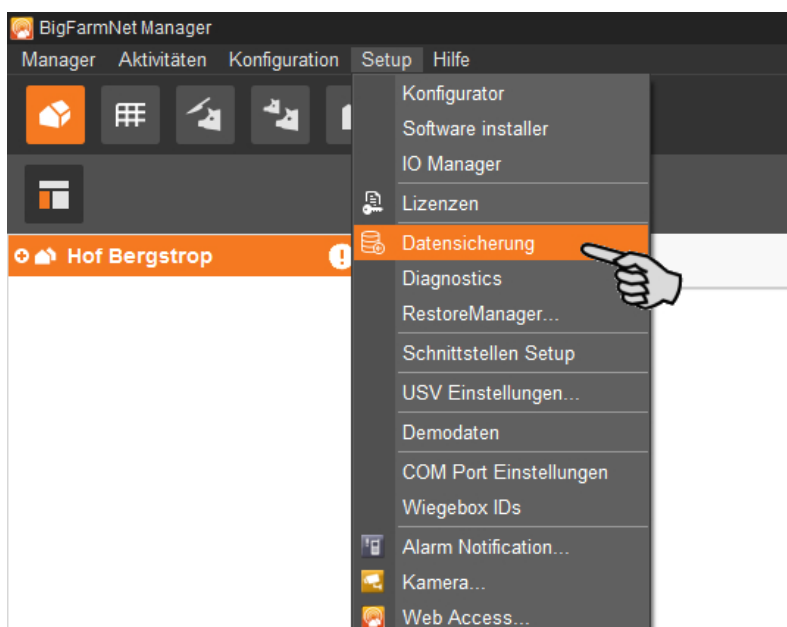 BigFarmNet Manager
Manager Aktivitäten Konfiguration Setup Hilfe
Konfigurator
Software installer
IO Manager
Lizenzen
Hof Bergstrop ! Datensicherung
Diagnostics
RestoreManager...
Schnittstellen Setup
USV Einstellungen...
Demodaten
COM Port Einstellungen
Wiegebox IDs
Alarm Notification...
Kamera...
Web Access...